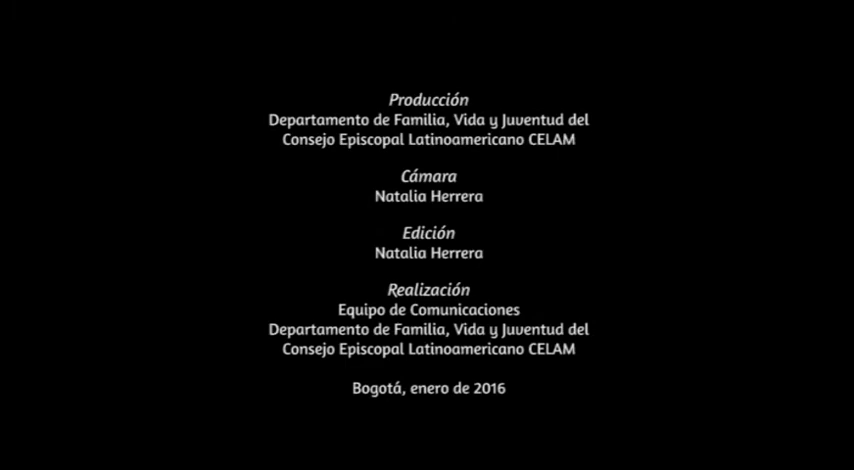 Producción
Departamento de Familia, Vida y Juventud del
Consejo Episcopal Latinoamericano CELAM
Cámara
Natalia Herrera
Edición
Natalia Herrera
Realización
Equipo de Comunicaciones
Departamento de Familia, Vida y Juventud del
Consejo Episcopal Latinoamericano CELAM
Bogotá, enero de 2016